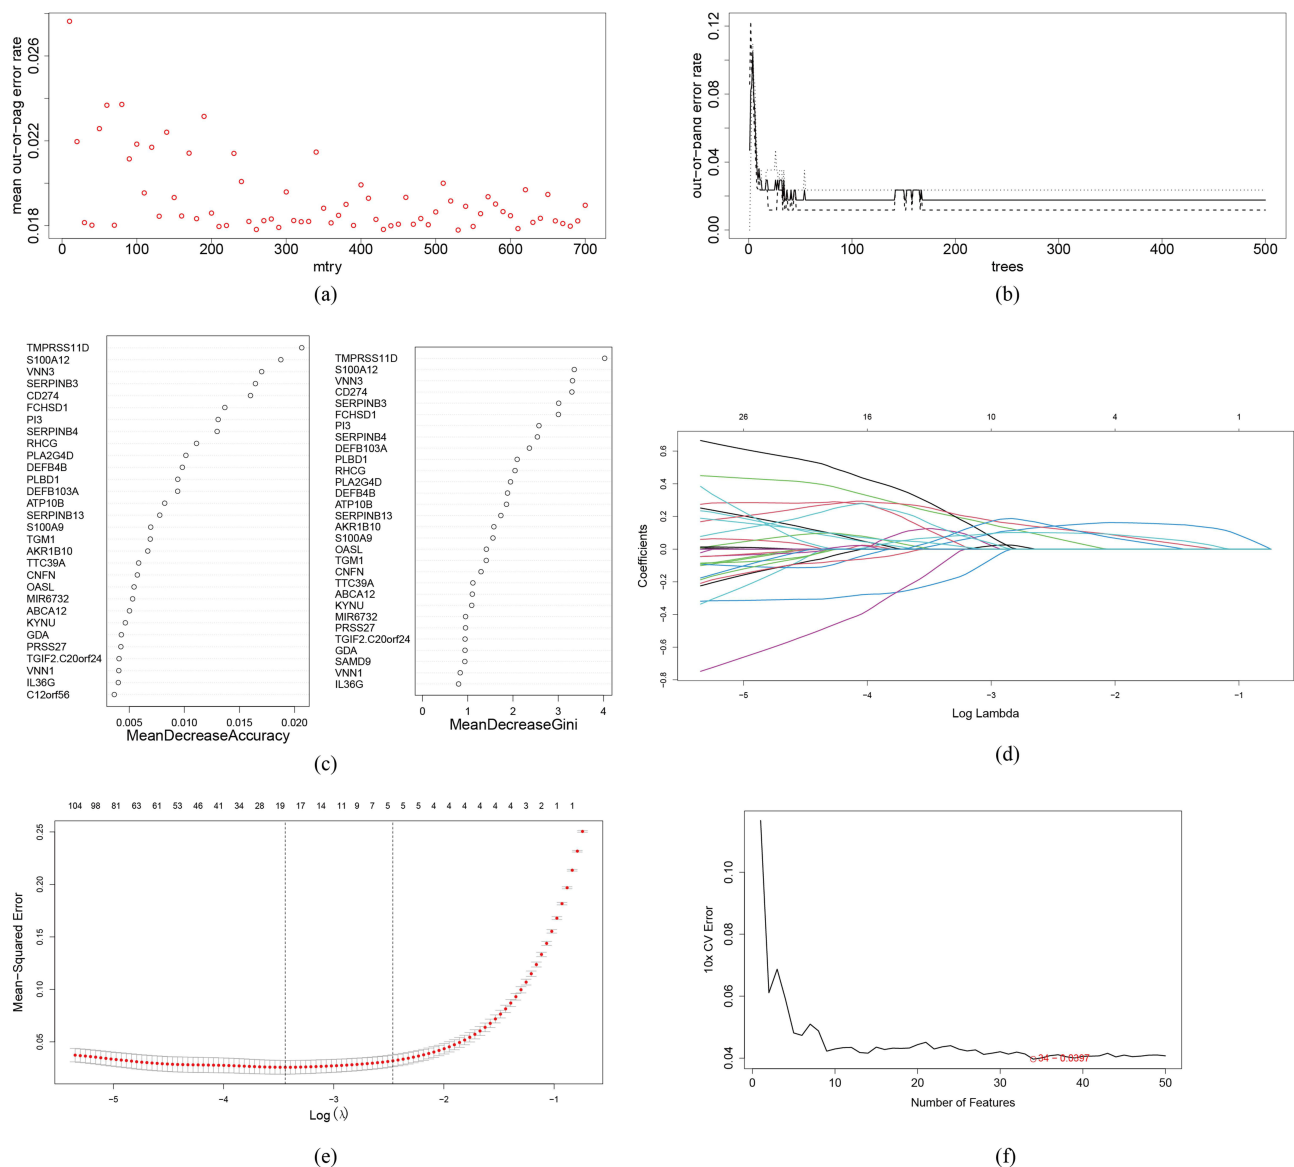 mean out-of-bag error rate
0.018 0.022 0.026
0 100 200 300 400 500 600 700
mtry
(a)
out-of-band error rate
0.00 0.04 0.08 0.12
0 100 200 300 400 500
trees
(b)
TMPRSS11D
S100A12
VNN3
SERPINB3
CD274
FCHSD1
PI3
SERPINB4
RHCG
PLA2G4D
DEFB4B
PLBD1
DEFB103A
ATP10B
SERPINB13
S100A9
TGM1
AKR1B10
TTC39A
CNFN
OASL
MIR6732
ABCA12
KYNU
GDA
PRSS27
TGIF2.C20orf24
VNN1
IL36G
C12orf56
0.005 0.010 0.015 0.020
MeanDecreaseAccuracy
TMPRSS11D
S100A12
VNN3
CD274
SERPINB3
FCHSD1
PI3
SERPINB4
DEFB103A
PLBD1
RHCG
PLA2G4D
DEFB4B
ATP10B
SERPINB13
AKR1B10
S100A9
OASL
TGM1
CNFN
TTC39A
ABCA12
KYNU
MIR6732
PRSS27
TGIF2.C20orf24
GDA
SAMD9
VNN1
IL36G
0 1 2 3 4
MeanDecreaseGini
(c)
26 16 10 4 1
Coefficients
0.6
0.4
0.2
0.0
−0.2
−0.4
−0.6
−0.8
−5 −4 −3 −2 −1
Log Lambda
(d)
104 98 81 63 61 53 46 41 34 28 19 17 14 11 9 7 5 5 5 4 4 4 4 4 3 2 1 1
Mean−Squared Error
0.25
0.20
0.15
0.10
0.05
−5 −4 −3 −2 −1
Log (λ)
(e)
10x CV Error
0.10
0.08
0.06
0.04
34 − 0.0397
0 10 20 30 40 50
Number of Features
(f)